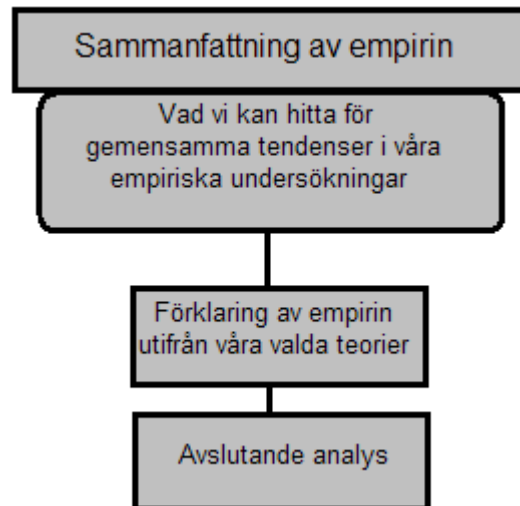 Sammanfattning av empirin
Vad vi kan hitta för
gemensamma tendenser i våra
empiriska undersökningar
Förklaring av empirin
utifrån våra valda teorier
Avslutande analys